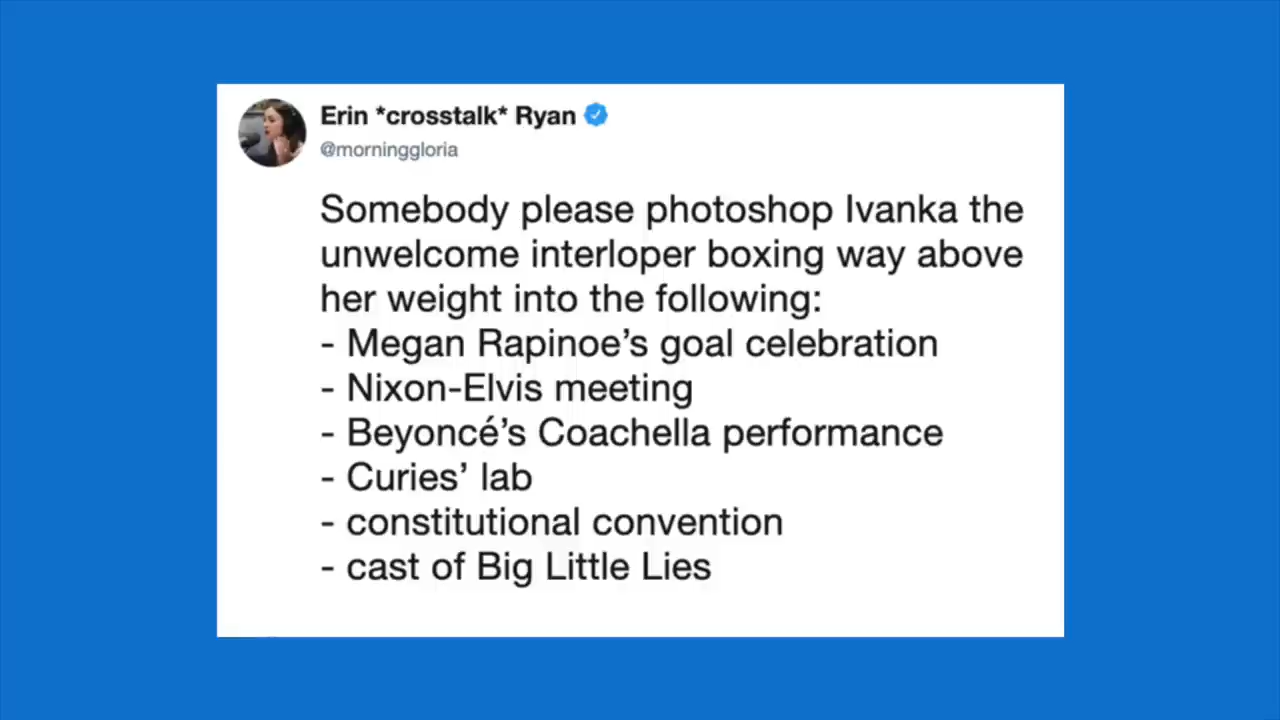 Erin *crosstalk* Ryan
@morninggloria
Somebody please photoshop Ivanka the
unwelcome interloper boxing way above
her weight into the following:
- Megan Rapinoe’s goal celebration
- Nixon-Elvis meeting
- Beyoncé’s Coachella performance
- Curies’ lab
- constitutional convention
- cast of Big Little Lies